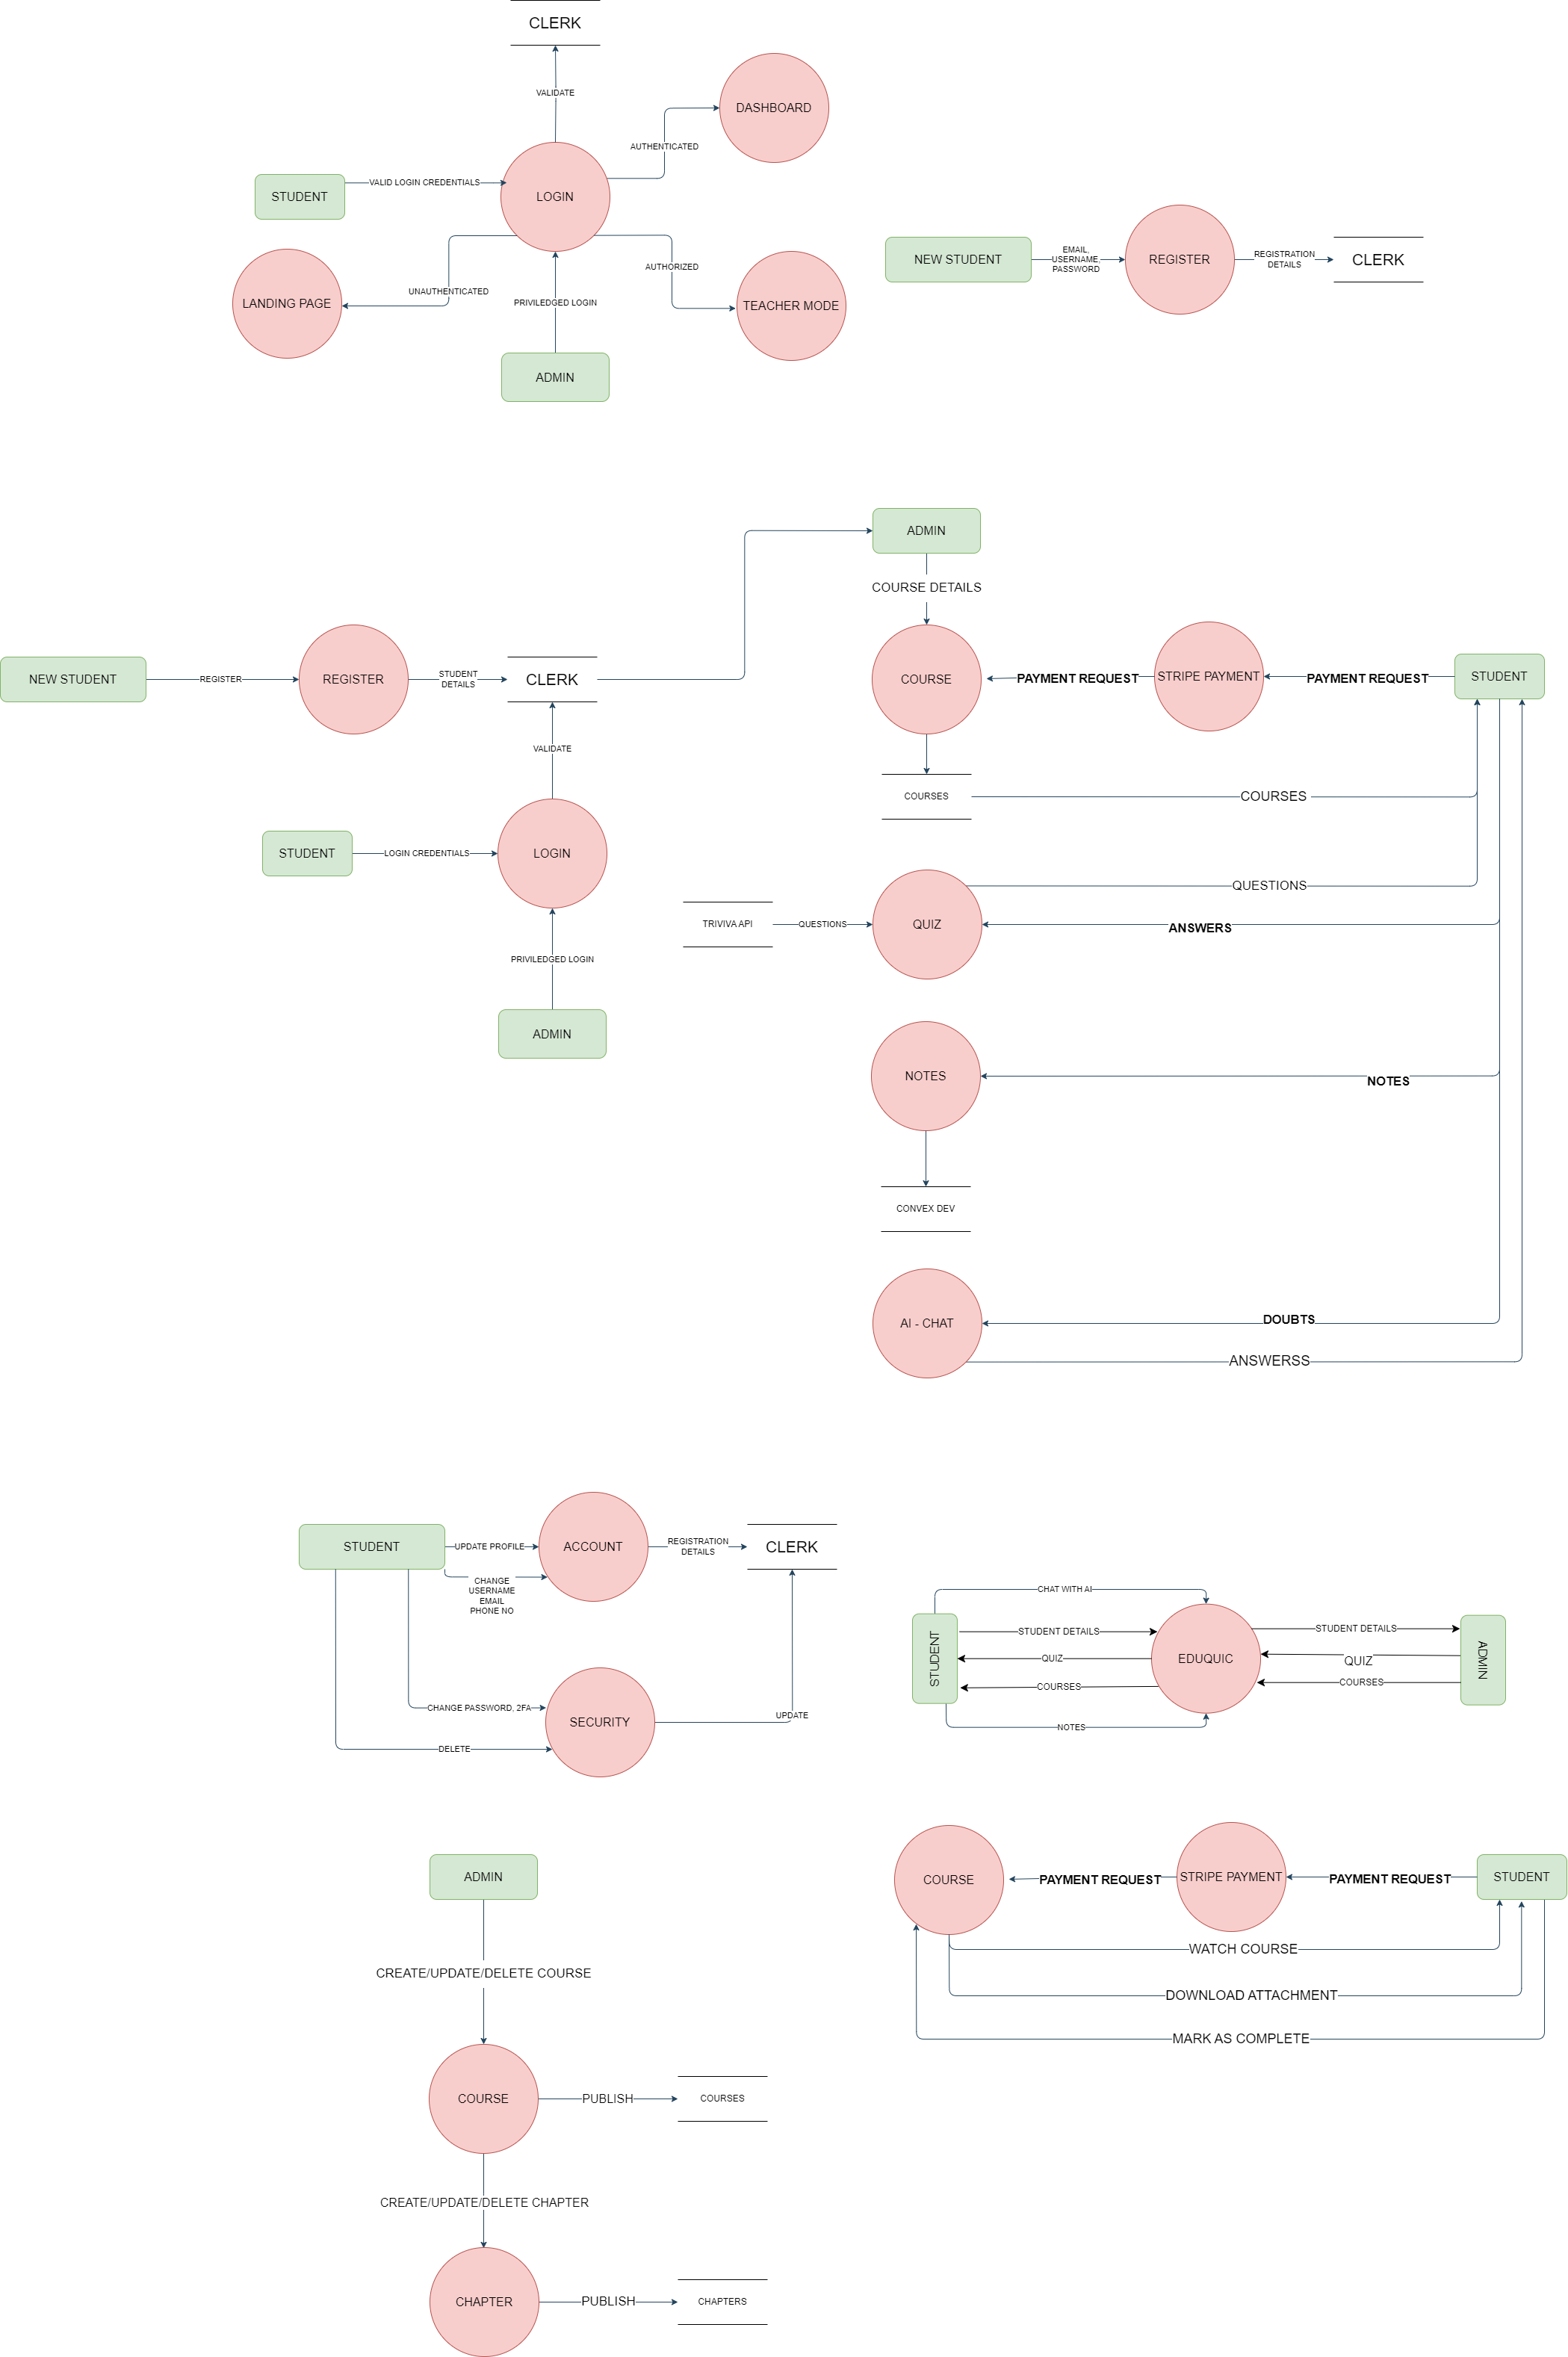 CLERK
VALIDATE
DASHBOARD
AUTHENTICATED
STUDENT
VALID LOGIN CREDENTIALS
LOGIN
LANDING PAGE
UNAUTHENTICATED
PRIVILEDGED LOGIN
AUTHORIZED
TEACHER MODE
ADMIN
NEW STUDENT
EMAIL,
USERNAME,
PASSWORD
REGISTER
REGISTRATION
DETAILS
CLERK
NEW STUDENT
REGISTER
REGISTER
STUDENT
DETAILS
CLERK
VALIDATE
STUDENT
LOGIN CREDENTIALS
LOGIN
PRIVILEDGED LOGIN
ADMIN
ADMIN
COURSE DETAILS
COURSE
PAYMENT REQUEST
STRIPE PAYMENT
PAYMENT REQUEST
STUDENT
COURSES
COURSES
TRIVIVA API
QUESTIONS
QUIZ
QUESTIONS
ANSWERS
NOTES
NOTES
CONVEX DEV
AI - CHAT
DOUBTS
ANSWERSS
STUDENT
UPDATE PROFILE
ACCOUNT
REGISTRATION
DETAILS
CLERK
CHANGE
USERNAME
EMAIL
PHONE NO
CHANGE PASSWORD, 2FA
SECURITY
UPDATE
DELETE
CHAT WITH AI
STUDENT
STUDENT DETAILS
QUIZ
COURSES
NOTES
EDUQUIC
STUDENT DETAILS
QUIZ
COURSES
ADMIN
COURSE
PAYMENT REQUEST
STRIPE PAYMENT
PAYMENT REQUEST
STUDENT
WATCH COURSE
DOWNLOAD ATTACHMENT
MARK AS COMPLETE
ADMIN
CREATE/UPDATE/DELETE COURSE
COURSE
PUBLISH
COURSES
CREATE/UPDATE/DELETE CHAPTER
CHAPTER
PUBLISH
CHAPTERS